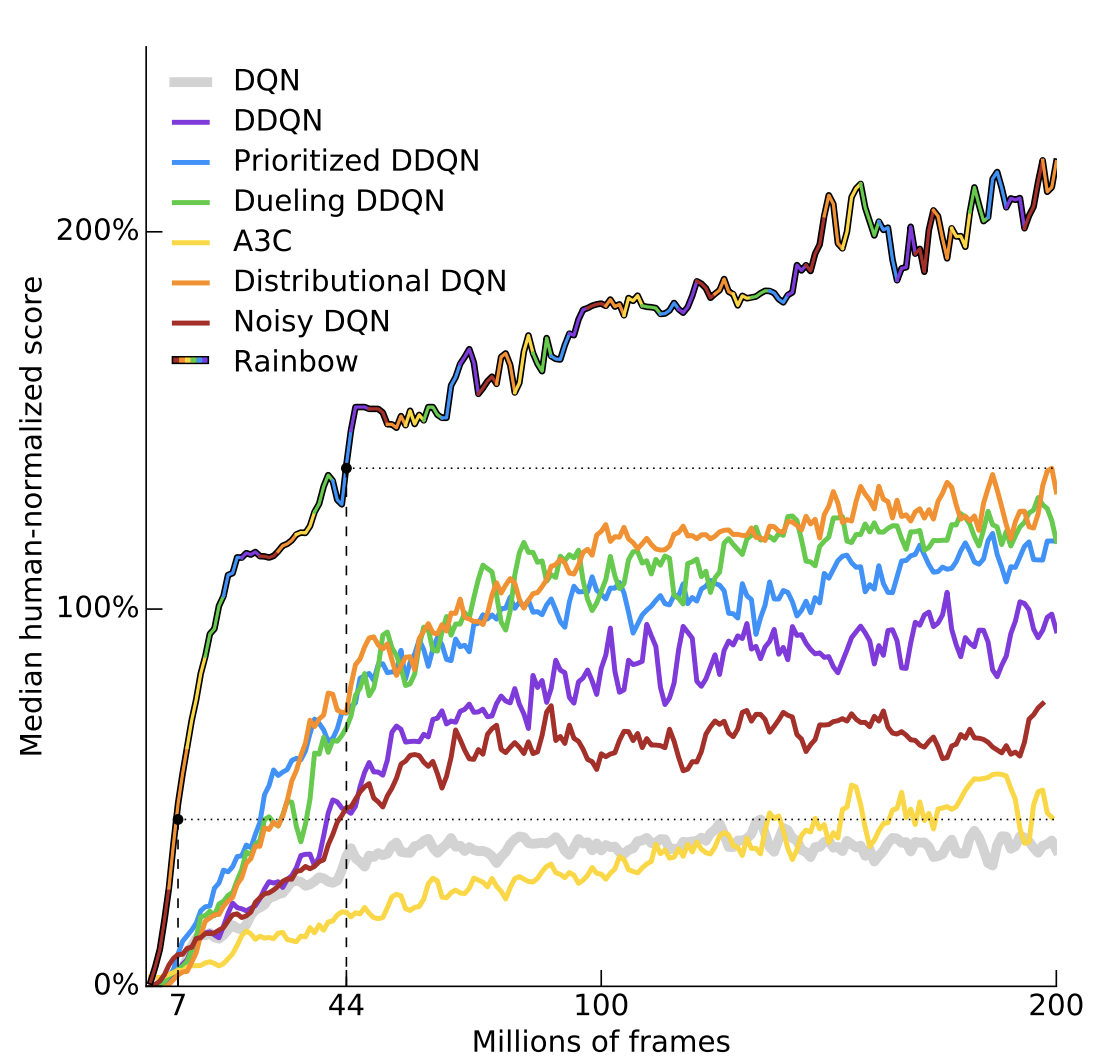 DQN
DDQN
Prioritized DDQN
Dueling DDQN
A3C
Distributional DQN
Noisy DQN
Rainbow
200%
100%
0%
Median human-normalized score
7 44 100 200
Millions of frames